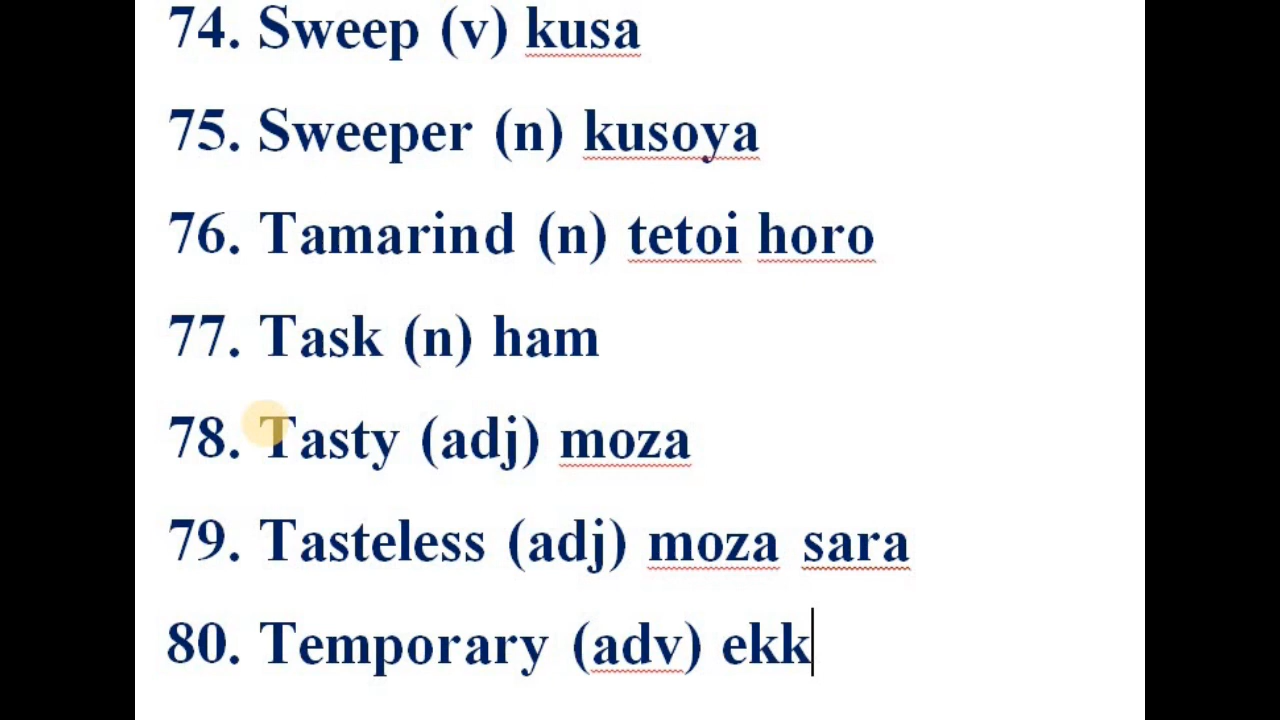 74. Sweep (v) kusa
75. Sweeper (n) kusoya
76. Tamarind (n) tetoi horo
77. Task (n) ham
78. Tasty (adj) moza
79. Tasteless (adj) moza sara
80. Temporary (adv) ekk